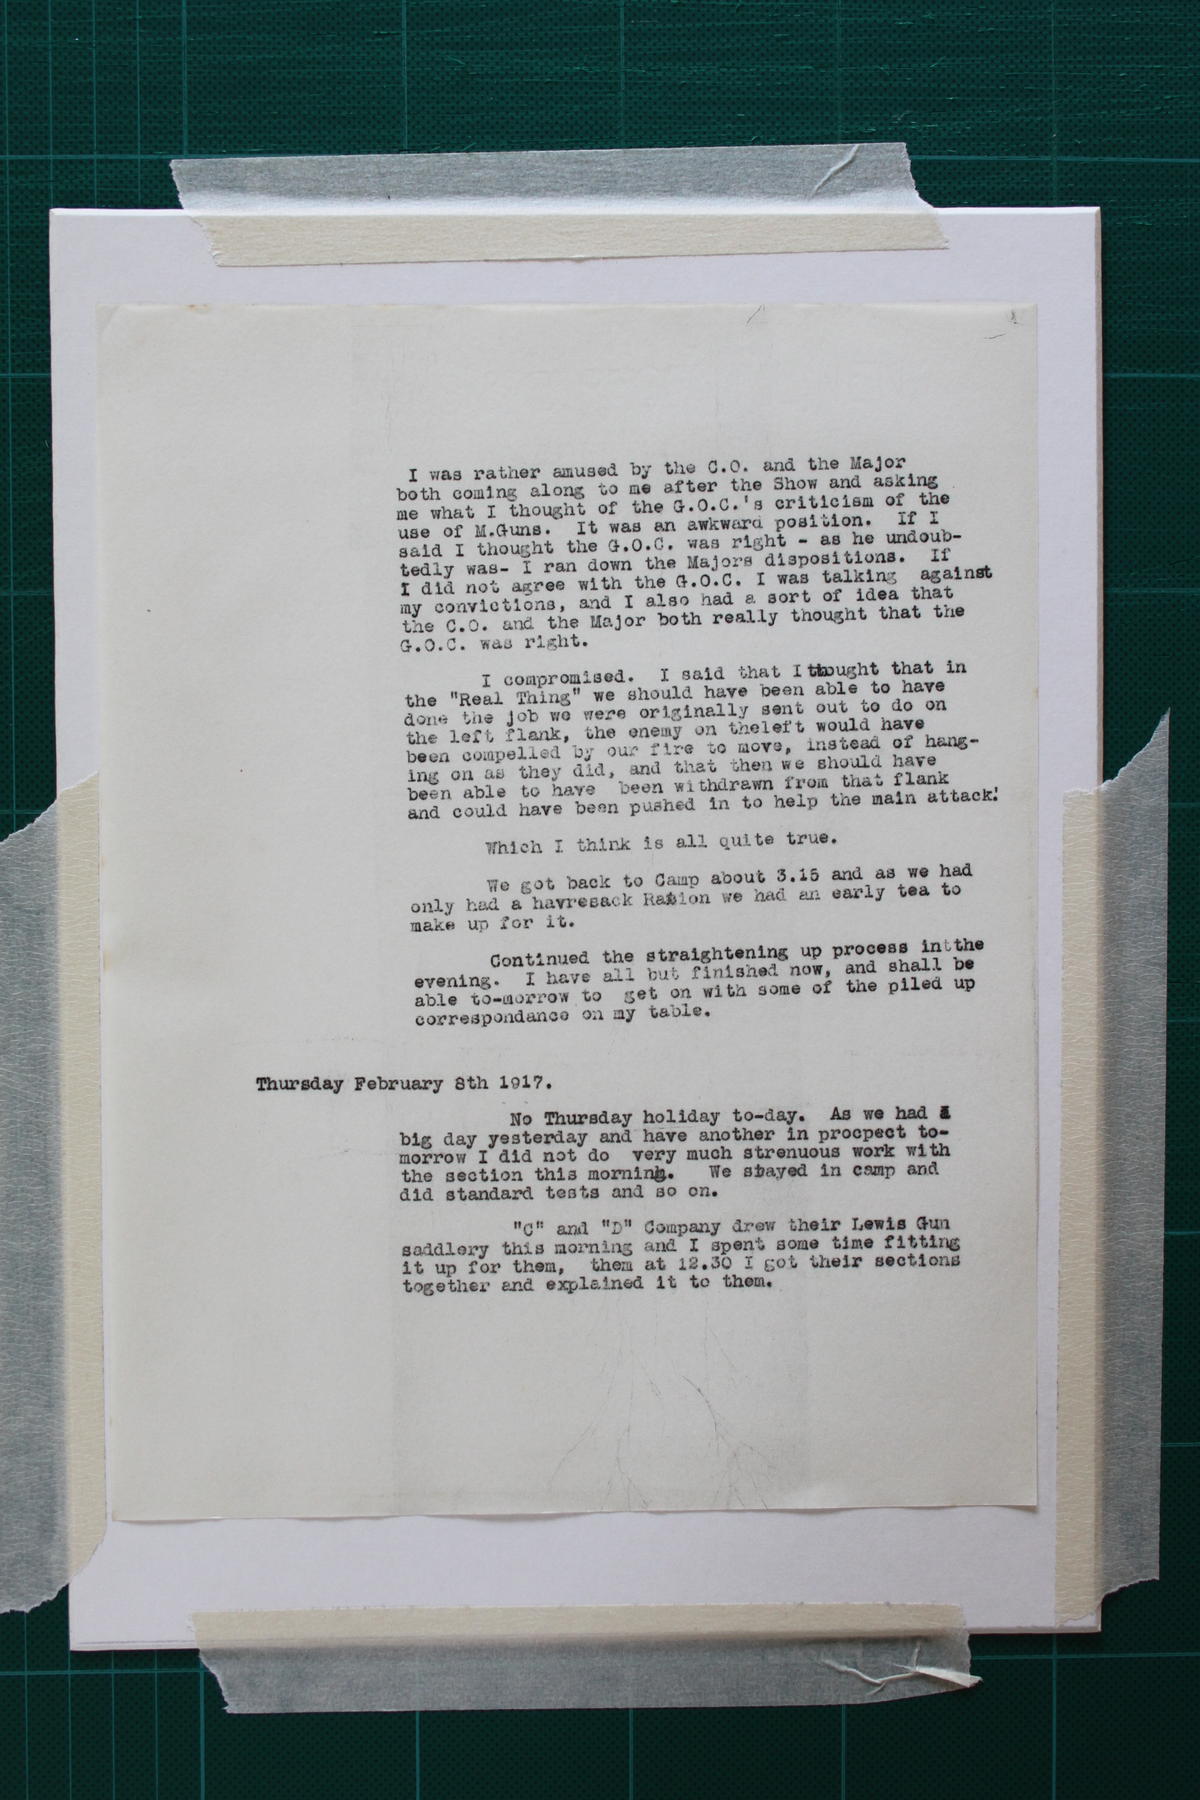 I was rather amused by the C.O. and the Major
both coming along to me after the Show and asking
me what I thought of the G.O.C.'s criticism of the
use of M.Guns. It was an awkward position. If I
said I thought the G.O.C. was right - as he undoub-
tedly was- I ran down the Majors dispositions. If
I did not agree with the G.O.C. I was talking against
my convictions, and I also had a sort of idea that
the C.O. and the Major both really thought that the
G.O.C. was right.
I compromised. I said that I thought that in
the "Real Thing" we should have been able to have
done the job we were originally sent out to do on
the left flank, the enemy on theleft would have
been compelled by our fire to move, instead of hang-
ing on as they did, and that then we should have
been able to have been withdrawn from that flank
and could have been pushed in to help the main attack!
Which I think is all quite true.
We got back to Camp about 3.15 and as we had
only had a havresack Ration we had an early tea to
make up for it.
Continued the straightening up process in the
evening. I have all but finished now, and shall be
able to-morrow to get on with some of the piled up
correspondance on my table.
Thursday February 8th 1917.
No Thursday holiday to-day. As we had a
big day yesterday and have another in procpect to-
morrow I did not do very much strenuous work with
the section this morning. We stayed in camp and
did standard tests and so on.
"C" and "D" Company drew their Lewis Gun
saddlery this morning and I spent some time fitting
it up for them, them at 12.30 I got their sections
together and explained it to them.